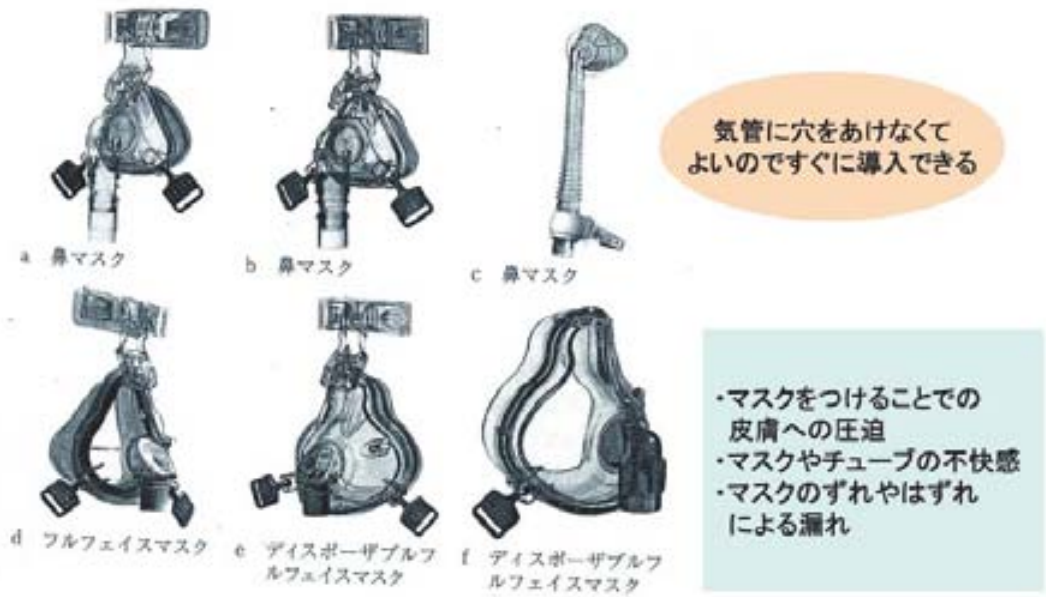 a 鼻マスク
b 鼻マスク
c 鼻マスク
気管に穴をあけなくて
よいのですぐに導入できる
d フルフェイスマスク
e ディスポーザブルフ
ルフェイスマスク
f ディスポーザブルフ
ルフェイスマスク
・マスクをつけることでの
皮膚への圧迫
・マスクやチューブの不快感
・マスクのずれやはずれ
による漏れ